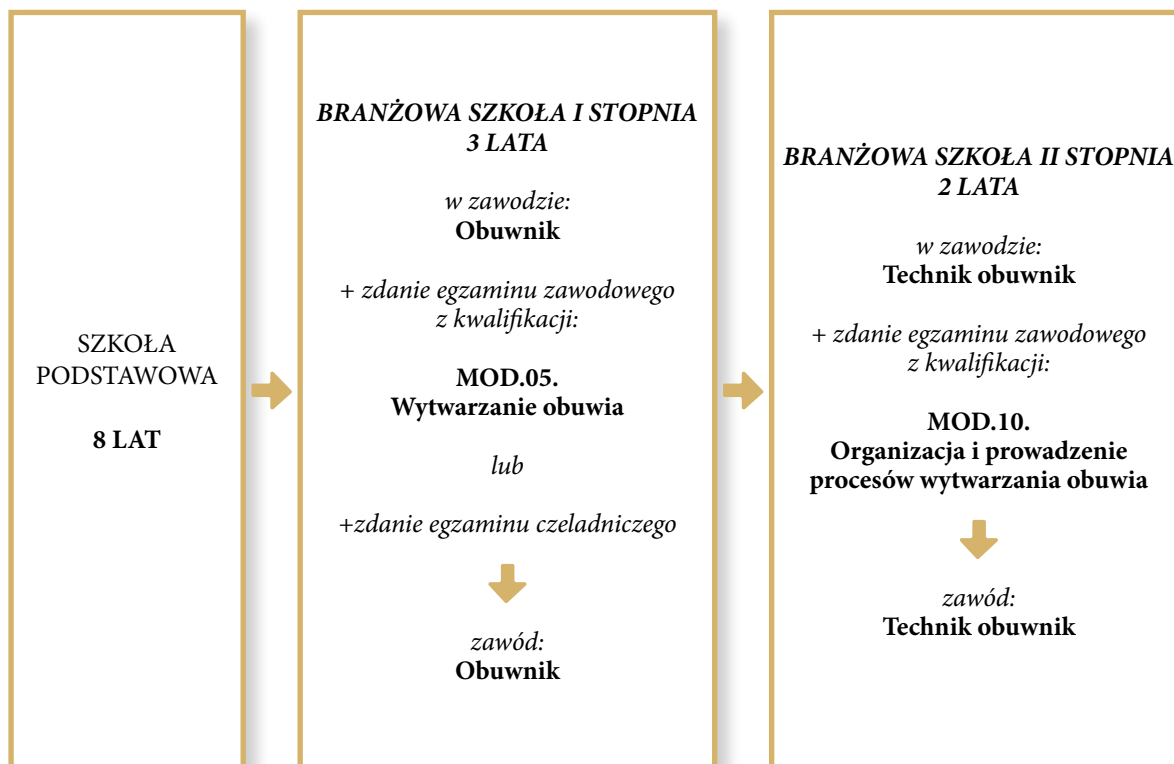 SZKOŁA
PODSTAWOWA
8 LAT
BRANŻOWA SZKOŁA I STOPNIA
3 LATA
w zawodzie:
Obuwnik
+ zdanie egzaminu zawodowego
z kwalifikacji:
MOD.05.
Wytwarzanie obuwia
lub
+zdanie egzaminu czeladniczego
zawód:
Obuwnik
BRANŻOWA SZKOŁA II STOPNIA
2 LATA
w zawodzie:
Technik obuwnik
+ zdanie egzaminu zawodowego
z kwalifikacji:
MOD.10.
Organizacja i prowadzenie
procesów wytwarzania obuwia
zawód:
Technik obuwnik